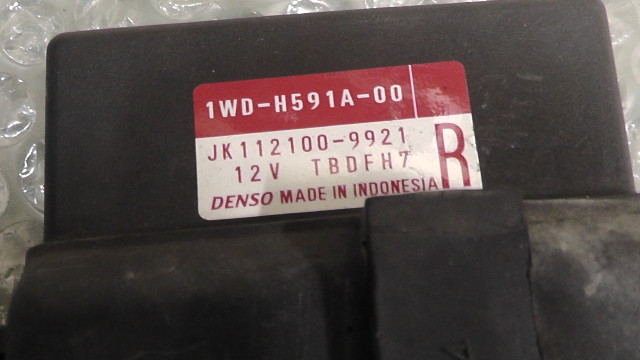 1WD-H591A-00
JK112100-9921
12V TBDFH7
R
DENSO MADE IN INDONESIA